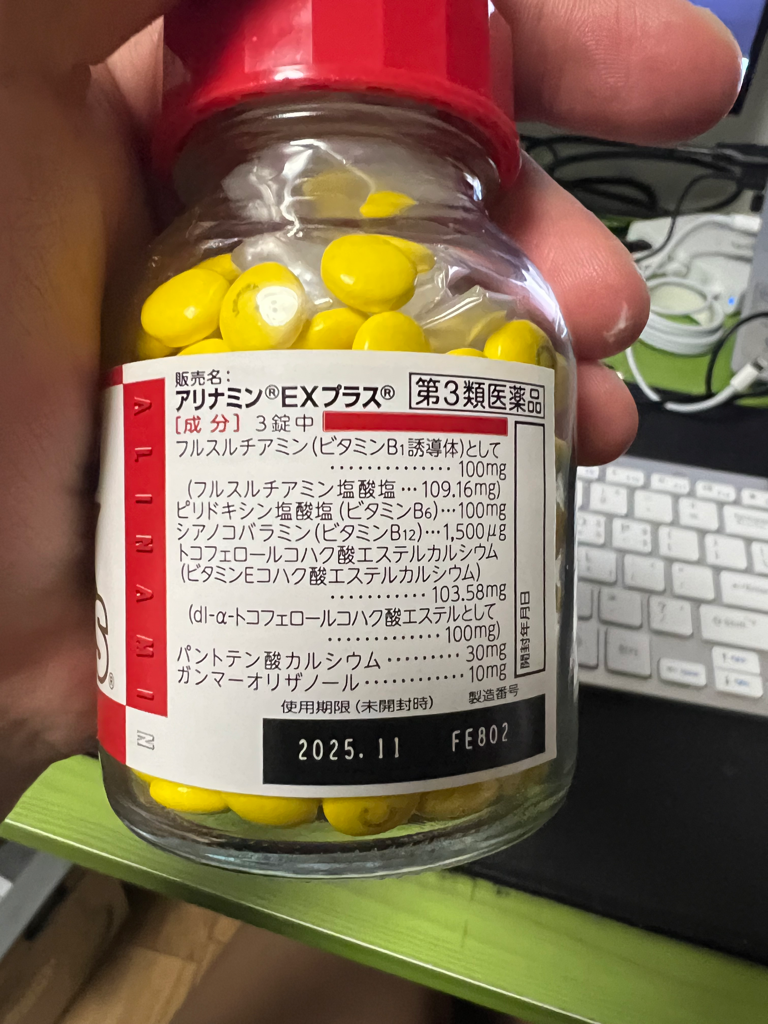 販売名:
アリナミン®EXプラス® 第3類医薬品
[成分] 3錠中
フルスルチアミン(ビタミンB1誘導体)として
·············· 100mg
(フルスルチアミン塩酸塩···109.16mg)
ピリドキシン塩酸塩(ビタミンB6)···100mg
シアノコバラミン(ビタミンB12)···1,500μg
トコフェロールコハク酸エステルカルシウム
(ビタミンEコハク酸エステルカルシウム)
·········· 103.58mg
(dl-α-トコフェロールコハク酸エステルとして
············ 100mg)
パントテン酸カルシウム ········· 30mg
ガンマーオリザノール ··········· 10mg
開封年月日
使用期限(未開封時) 製造番号
2025.11 FE802
ALINAMIN
S®